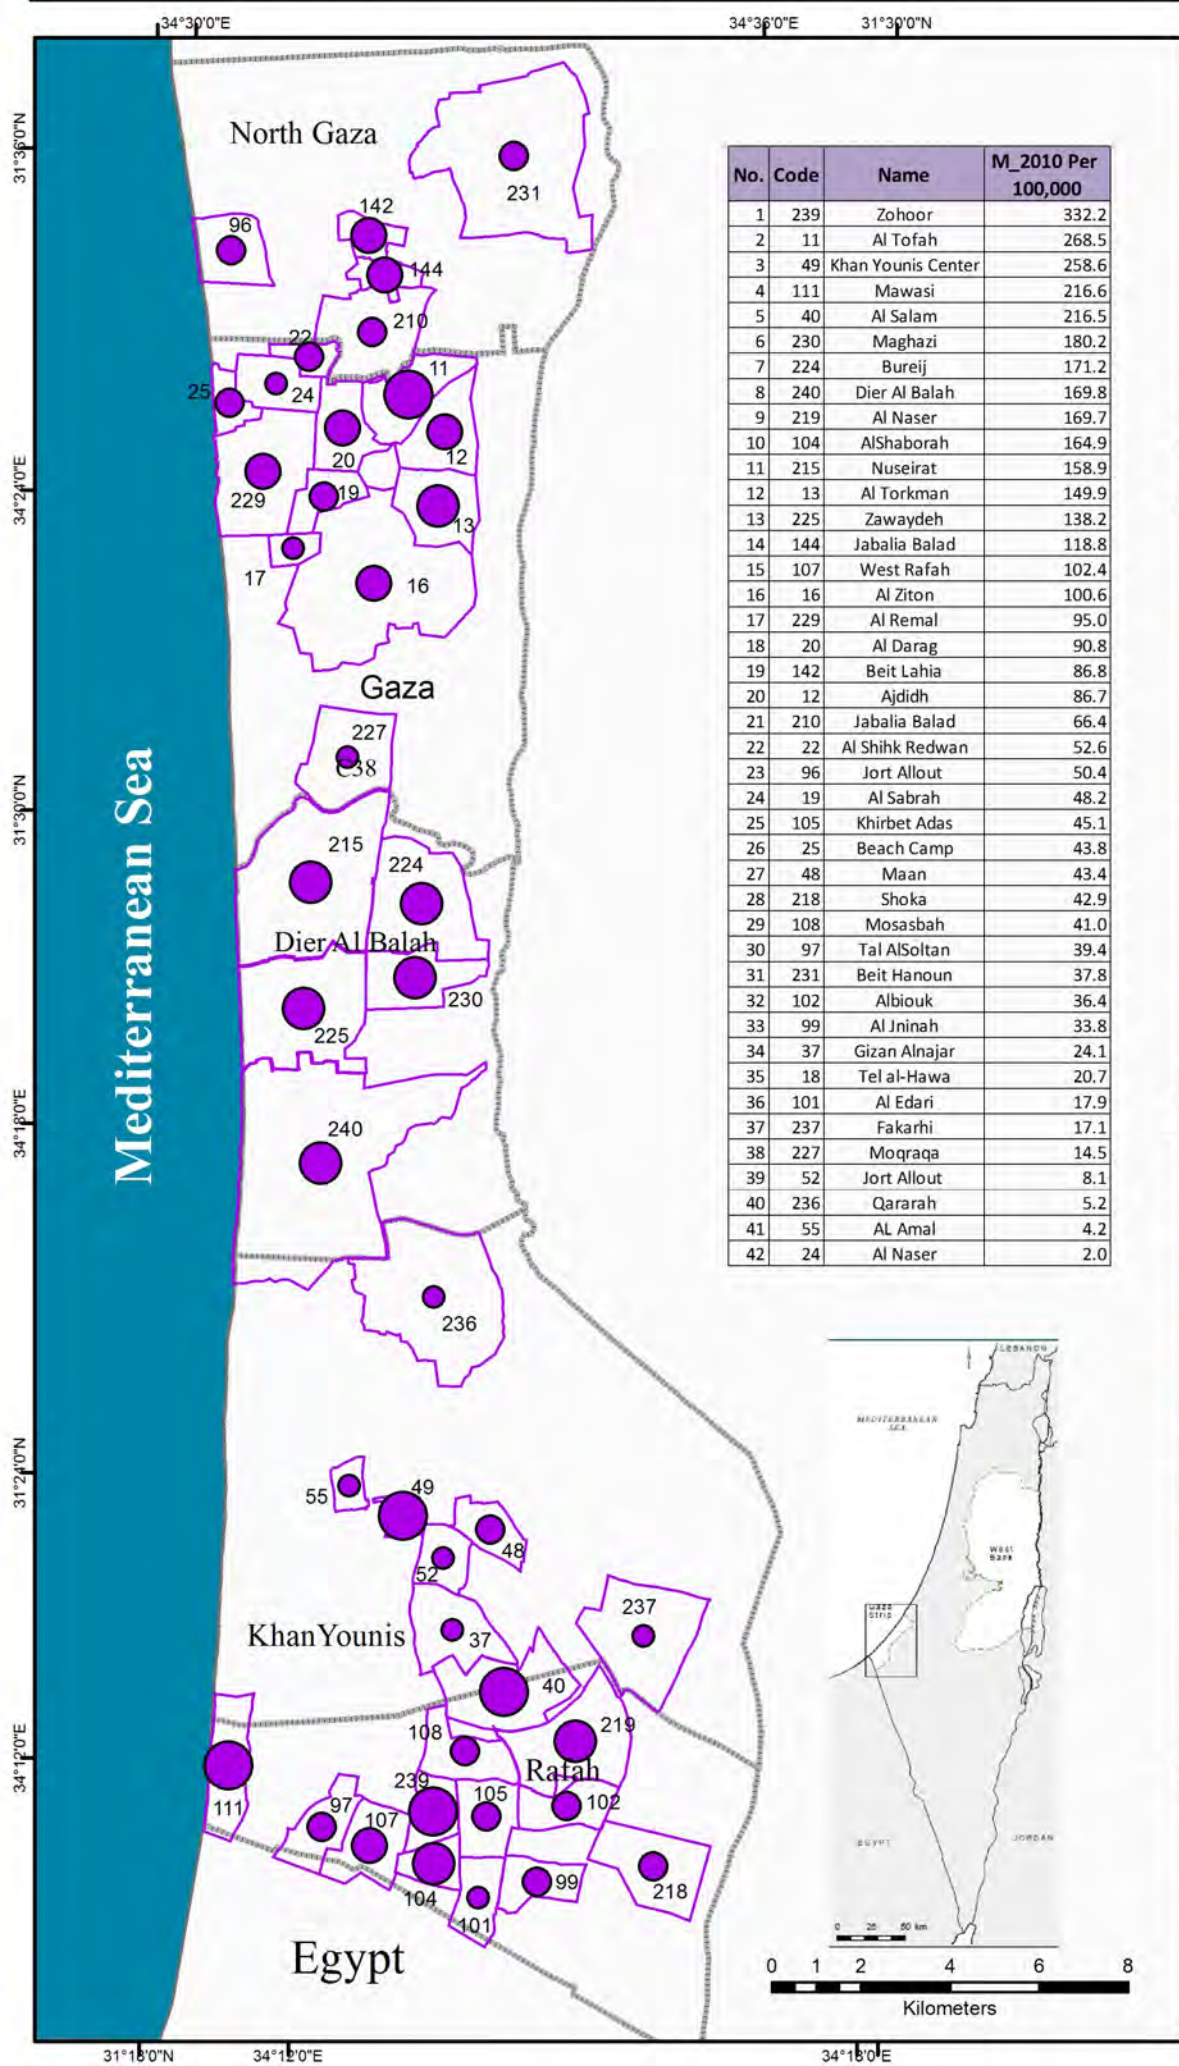 34°30'0"E
34°36'0"E
31°30'0"N
31°36'0"N
34°24'0"E
31°30'0"N
34°18'0"E
31°24'0"N
34°12'0"E
31°18'0"N
34°12'0"E
34°18'0"E
Mediterranean Sea
North Gaza
231
142
96
144
210
22
11
25
24
20
12
229
19
13
17
16
Gaza
227
C38
215
224
Dier Al Balah
230
225
240
236
49
55
48
52
237
KhanYounis
37
40
108
219
Rafah
239
105
102
111
97
107
104
99
218
101
Egypt
No. Code Name M_2010 Per 100,000
1 239 Zohoor 332.2
2 11 Al Tofah 268.5
3 49 Khan Younis Center 258.6
4 111 Mawasi 216.6
5 40 Al Salam 216.5
6 230 Maghazi 180.2
7 224 Bureij 171.2
8 240 Dier Al Balah 169.8
9 219 Al Naser 169.7
10 104 AlShaborah 164.9
11 215 Nuseirat 158.9
12 13 Al Torkman 149.9
13 225 Zawaydeh 138.2
14 144 Jabalia Balad 118.8
15 107 West Rafah 102.4
16 16 Al Ziton 100.6
17 229 Al Remal 95.0
18 20 Al Darag 90.8
19 142 Beit Lahia 86.8
20 12 Ajdidh 86.7
21 210 Jabalia Balad 66.4
22 22 Al Shihk Redwan 52.6
23 96 Jort Allout 50.4
24 19 Al Sabrah 48.2
25 105 Khirbet Adas 45.1
26 25 Beach Camp 43.8
27 48 Maan 43.4
28 218 Shoka 42.9
29 108 Mosasbah 41.0
30 97 Tal AlSoltan 39.4
31 231 Beit Hanoun 37.8
32 102 Albiouk 36.4
33 99 Al Jninah 33.8
34 37 Gizan Alnajar 24.1
35 18 Tel al-Hawa 20.7
36 101 Al Edari 17.9
37 237 Fakarhi 17.1
38 227 Moqraqa 14.5
39 52 Jort Allout 8.1
40 236 Qararah 5.2
41 55 AL Amal 4.2
42 24 Al Naser 2.0
LEBANON
MEDITERRANEAN
SEA
West
Bank
Gaza
Strip
EGYPT
JORDAN
0 25 50 km
0 1 2 4 6 8
Kilometers